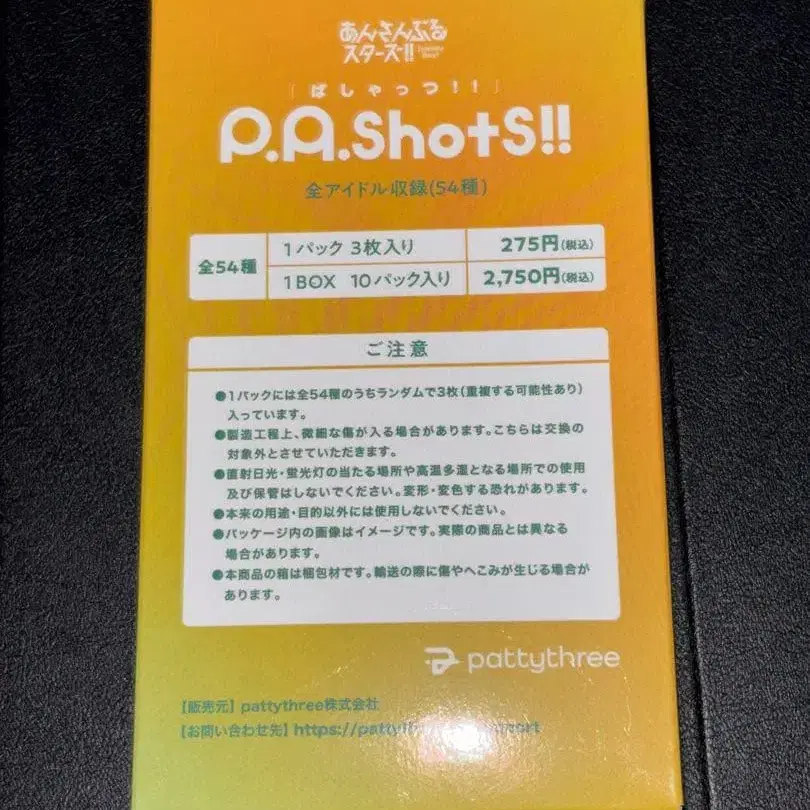 あんさんぶる
スターズ!!
「ぱしゃっつ!!」
P.A.ShotS!!
全アイドル収録(54種)
全54種
1パック 3枚入り 275円(税込)
1BOX 10パック入り 2,750円(税込)
ご注意
●1パックには全54種のうちランダムで3枚(重複する可能性あり)
入っています。
●製造工程上、微細な傷が入る場合があります。こちらは交換の
対象外とさせていただきます。
●直射日光・蛍光灯の当たる場所や高温多湿となる場所での使用
及び保管はしないでください。変形・変色する恐れがあります。
●本来の用途・目的以外には使用しないでください。
●パッケージ内の画像はイメージです。実際の商品とは異なる
場合があります。
●本商品の箱は梱包材です。輸送の際に傷やへこみが生じる場合が
あります。
pattythree
【販売元】pattythree株式会社
【お問い合わせ先】